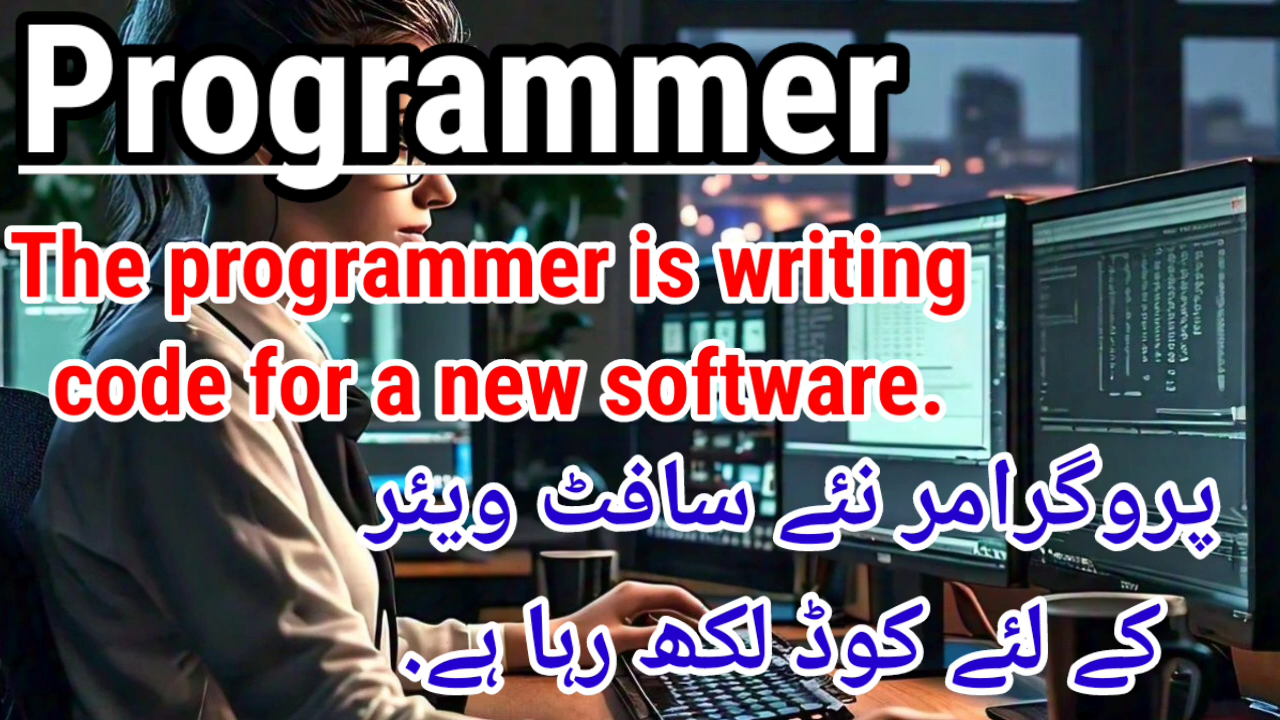 Programmer
The programmer is writing
code for a new software.
پروگرامر نئے سافٹ ویئر
کے لئے کوڈ لکھ رہا ہے.